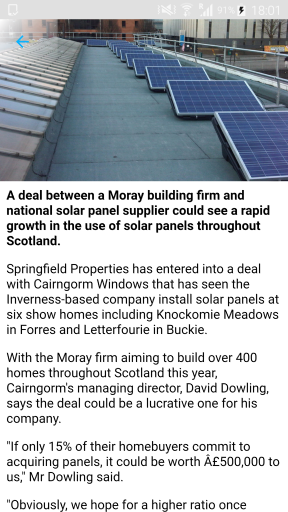 91% 18:01
A deal between a Moray building firm and
national solar panel supplier could see a rapid
growth in the use of solar panels throughout
Scotland.
Springfield Properties has entered into a deal
with Cairngorm Windows that has seen the
Inverness-based company install solar panels at
six show homes including Knockomie Meadows
in Forres and Letterfourie in Buckie.
With the Moray firm aiming to build over 400
homes throughout Scotland this year,
Cairngorm's managing director, David Dowling,
says the deal could be a lucrative one for his
company.
"If only 15% of their homebuyers commit to
acquiring panels, it could be worth Â£500,000 to
us," Mr Dowling said.
"Obviously, we hope for a higher ratio once